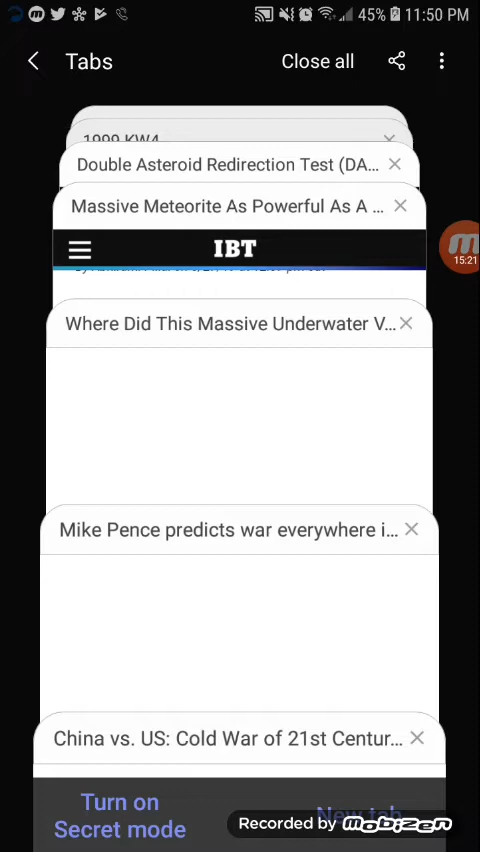 45% 11:50 PM
Tabs
Close all
1999 KW4
Double Asteroid Redirection Test (DA...
Massive Meteorite As Powerful As A ...
IBT
15:21
Where Did This Massive Underwater V...
Mike Pence predicts war everywhere i...
China vs. US: Cold War of 21st Centur...
Turn on
Secret mode
New tab
Recorded by mobizen